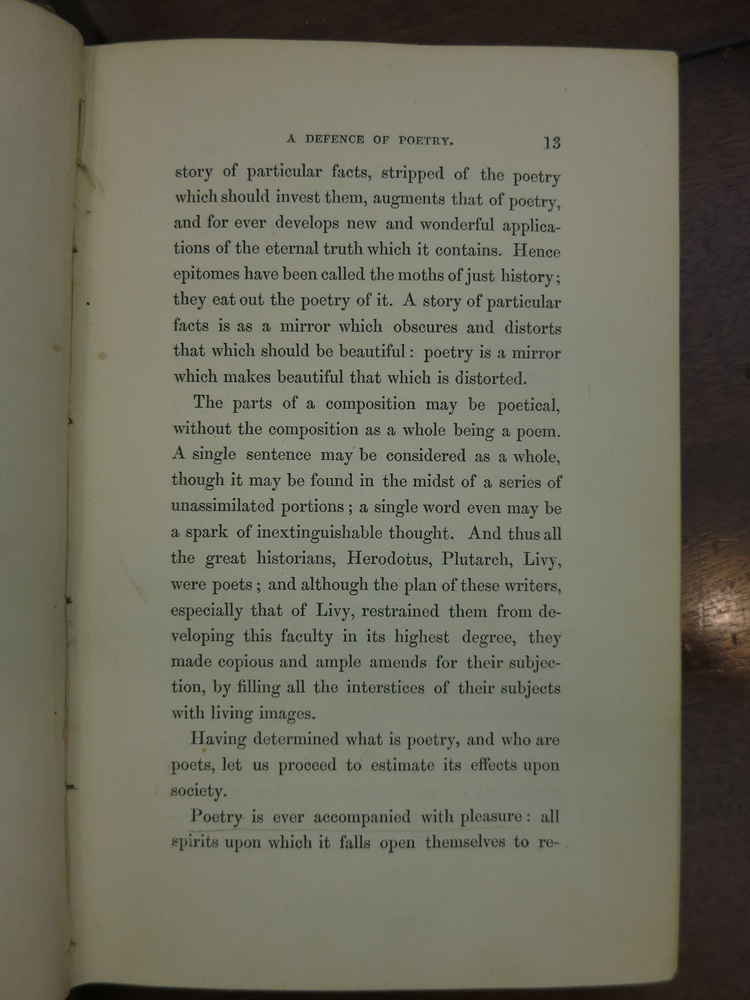 A DEFENCE OF POETRY. 13
story of particular facts, stripped of the poetry
which should invest them, augments that of poetry,
and for ever develops new and wonderful applica-
tions of the eternal truth which it contains. Hence
epitomes have been called the moths of just history;
they eat out the poetry of it. A story of particular
facts is as a mirror which obscures and distorts
that which should be beautiful: poetry is a mirror
which makes beautiful that which is distorted.
The parts of a composition may be poetical,
without the composition as a whole being a poem.
A single sentence may be considered as a whole,
though it may be found in the midst of a series of
unassimilated portions; a single word even may be
a spark of inextinguishable thought. And thus all
the great historians, Herodotus, Plutarch, Livy,
were poets; and although the plan of these writers,
especially that of Livy, restrained them from de-
veloping this faculty in its highest degree, they
made copious and ample amends for their subjec-
tion, by filling all the interstices of their subjects
with living images.
Having determined what is poetry, and who are
poets, let us proceed to estimate its effects upon
society.
Poetry is ever accompanied with pleasure: all
spirits upon which it falls open themselves to re-